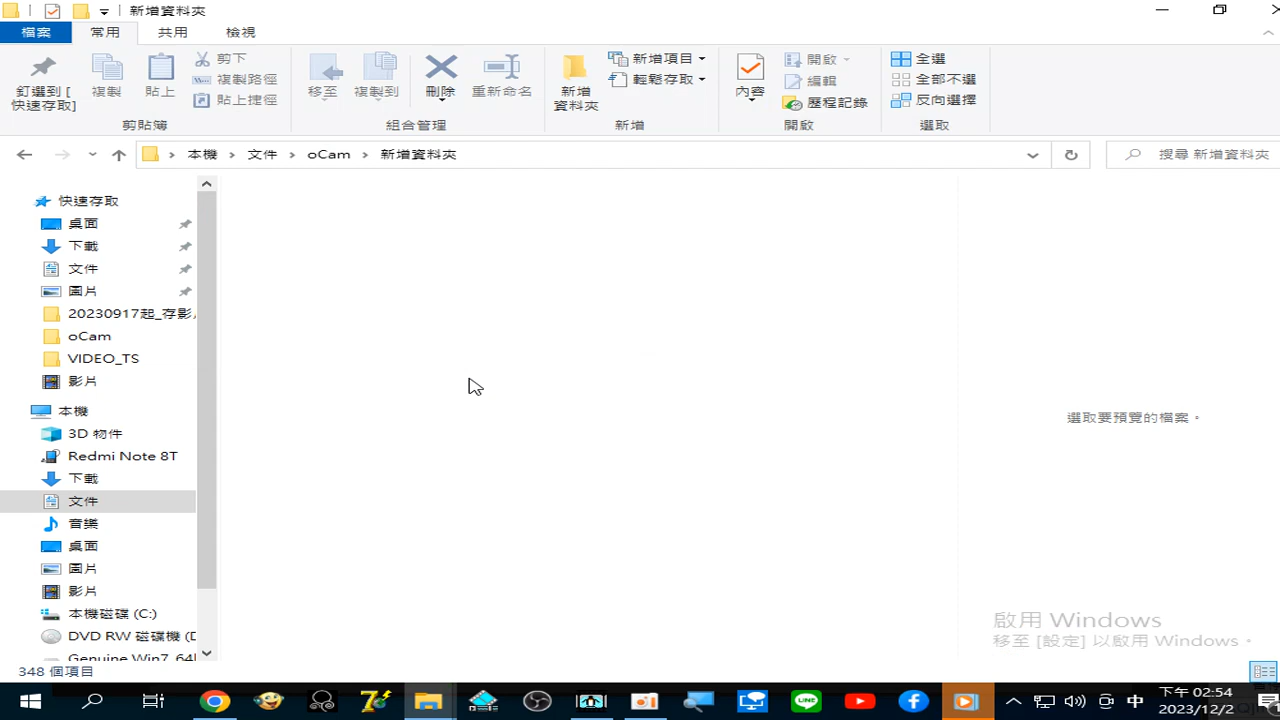 新增資料夾
檔案 常用 共用 檢視
釘選到 [快速存取]
複製
貼上
剪下
複製路徑
貼上捷徑
剪貼簿
移至
複製到
刪除
重新命名
組合管理
新增
資料夾
新增項目
輕鬆存取
新增
內容
開啟
編輯
歷程記錄
開啟
全選
全部不選
反向選擇
選取
本機 文件 oCam 新增資料夾
搜尋 新增資料夾
快速存取
桌面
下載
文件
圖片
20230917起_存影
oCam
VIDEO_TS
影片
本機
3D 物件
Redmi Note 8T
下載
文件
音樂
桌面
圖片
影片
本機磁碟 (C:)
DVD RW 磁碟機 (D
Genuine Win7_64
選取要預覽的檔案。
啟用 Windows
移至 [設定] 以啟用 Windows。
348 個項目
中
下午 02:54
2023/12/2